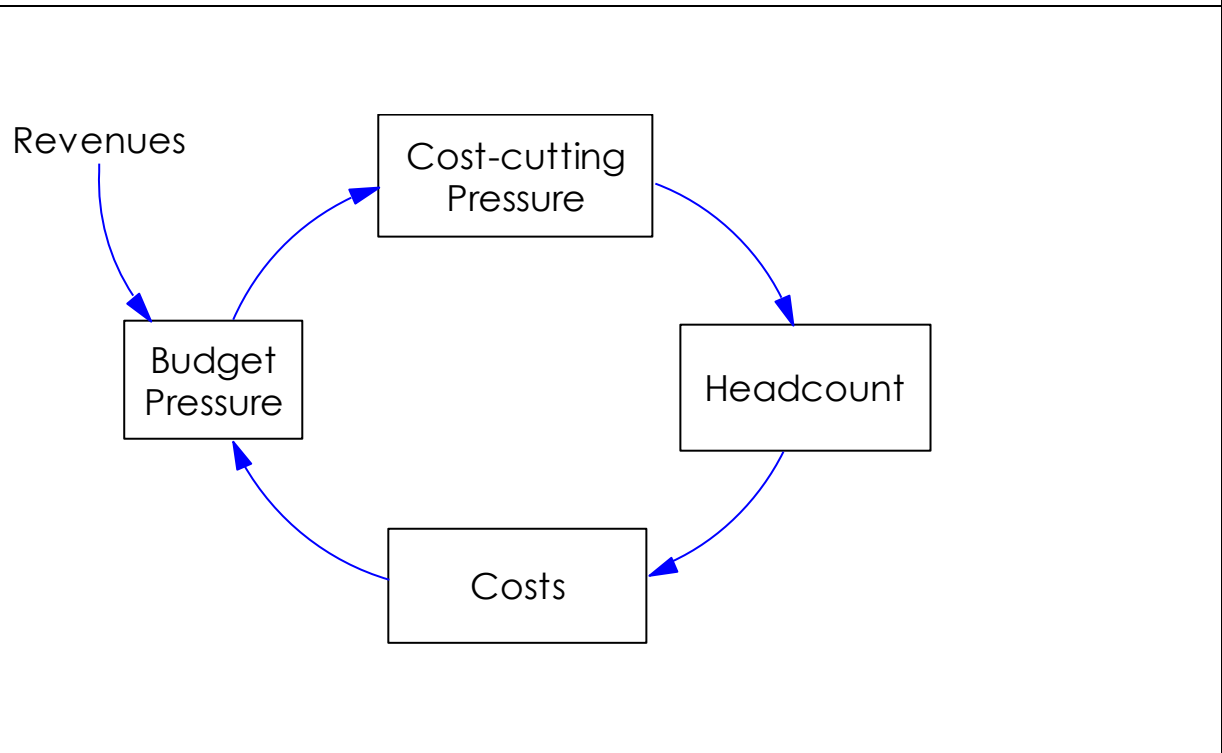 Revenues
Cost-cutting
Pressure
Budget
Pressure
Headcount
Costs